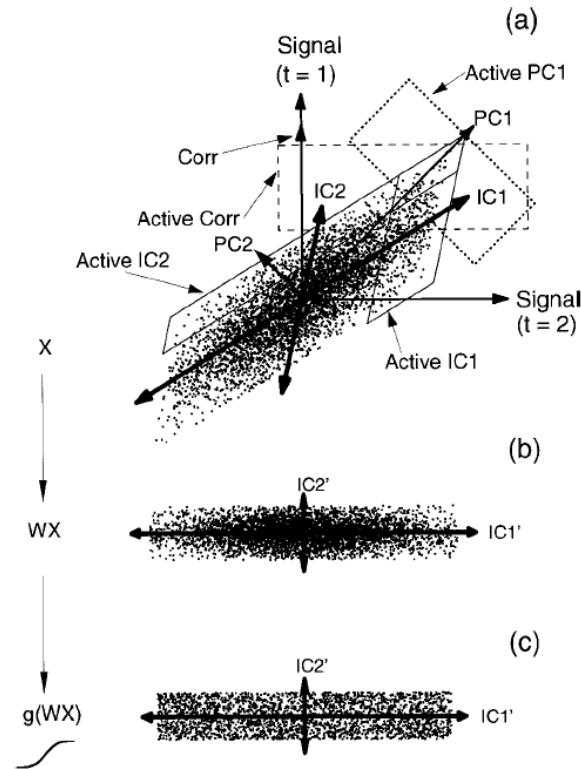 (a)
Signal
(t = 1)
Active PC1
PC1
Corr
IC2
IC1
Active Corr
PC2
Active IC2
Signal
(t = 2)
Active IC1
X
(b)
IC2'
WX
IC1'
(c)
IC2'
g(WX)
IC1'